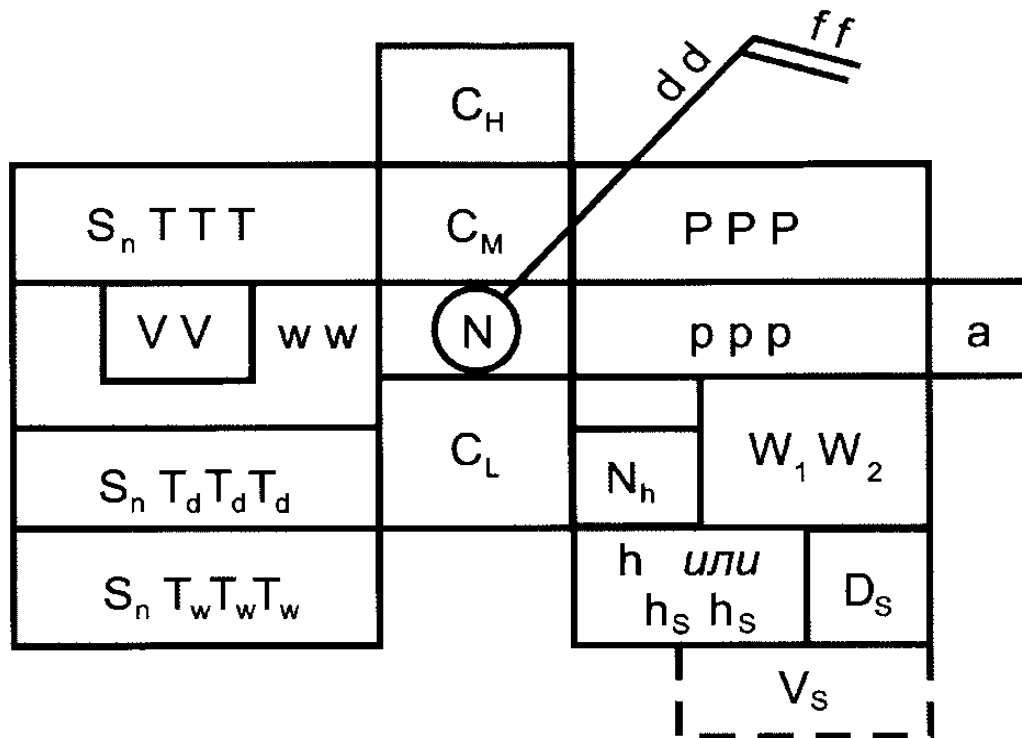 f f
d d
C_H
S_n T T T C_M P P P
V V w w N p p p a
C_L W_1 W_2
S_n T_d T_d T_d N_h
S_n T_w T_w T_w h или D_S
h_S h_S
V_S